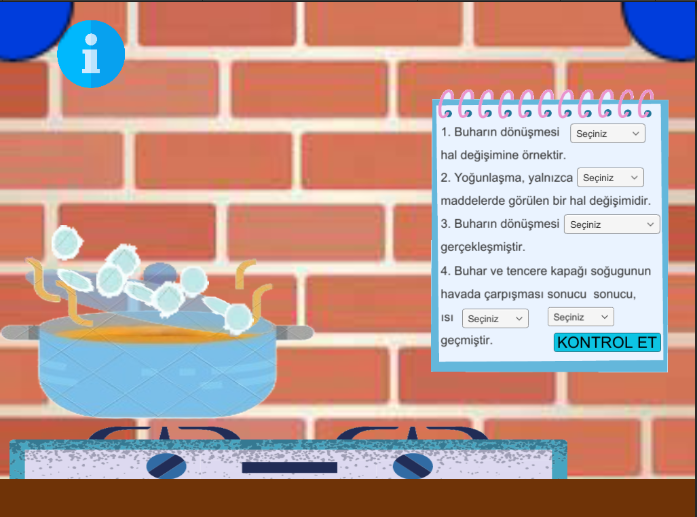 i
1. Buharın dönüşmesi Seçiniz
hal değişimine örnektir.
2. Yoğunlaşma, yalnızca Seçiniz
maddelerde görülen bir hal değişimidir.
3. Buharın dönüşmesi Seçiniz
gerçekleşmiştir.
4. Buhar ve tencere kapağı soğugunun
havada çarpışması sonucu sonucu,
ısı Seçiniz Seçiniz
geçmiştir.
KONTROL ET